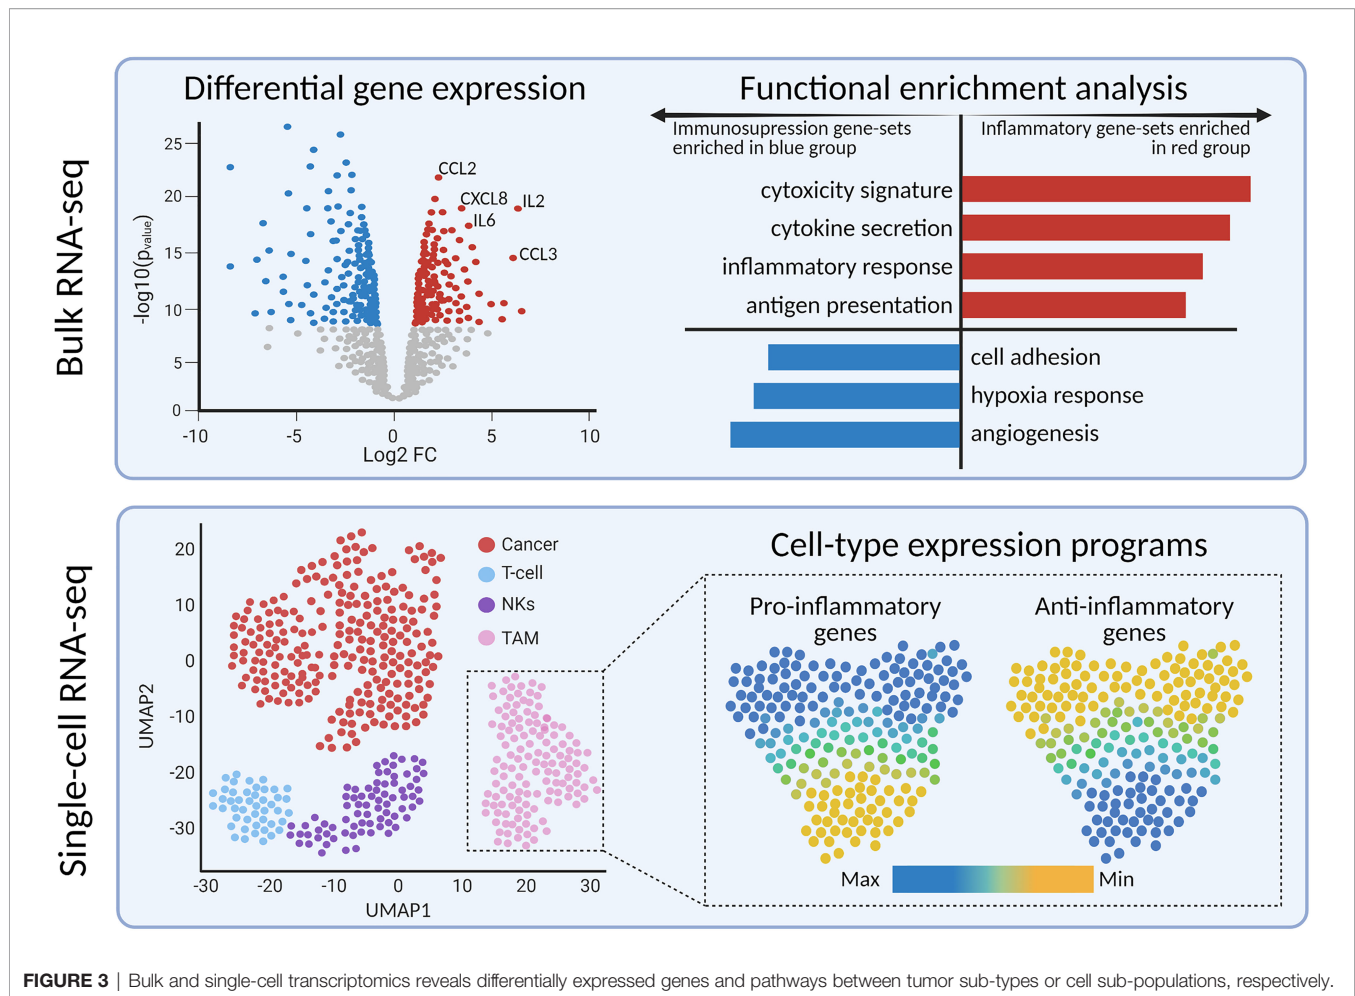 Bulk RNA-seq
Differential gene expression
-log10(pvalue)
25
20
15
10
5
0
CCL2
CXCL8
IL2
IL6
CCL3
-10
-5
0
5
10
Log2 FC
Functional enrichment analysis
Immunosupression gene-sets
enriched in blue group
Inflammatory gene-sets enriched
in red group
cytoxicity signature
cytokine secretion
inflammatory response
antigen presentation
cell adhesion
hypoxia response
angiogenesis
Single-cell RNA-seq
UMAP2
20
10
0
-10
-20
-30
Cancer
T-cell
NKs
TAM
-30
-20
-10
0
10
20
30
UMAP1
Cell-type expression programs
Pro-inflammatory
genes
Anti-inflammatory
genes
Max
Min
FIGURE 3 | Bulk and single-cell transcriptomics reveals differentially expressed genes and pathways between tumor sub-types or cell sub-populations, respectively.